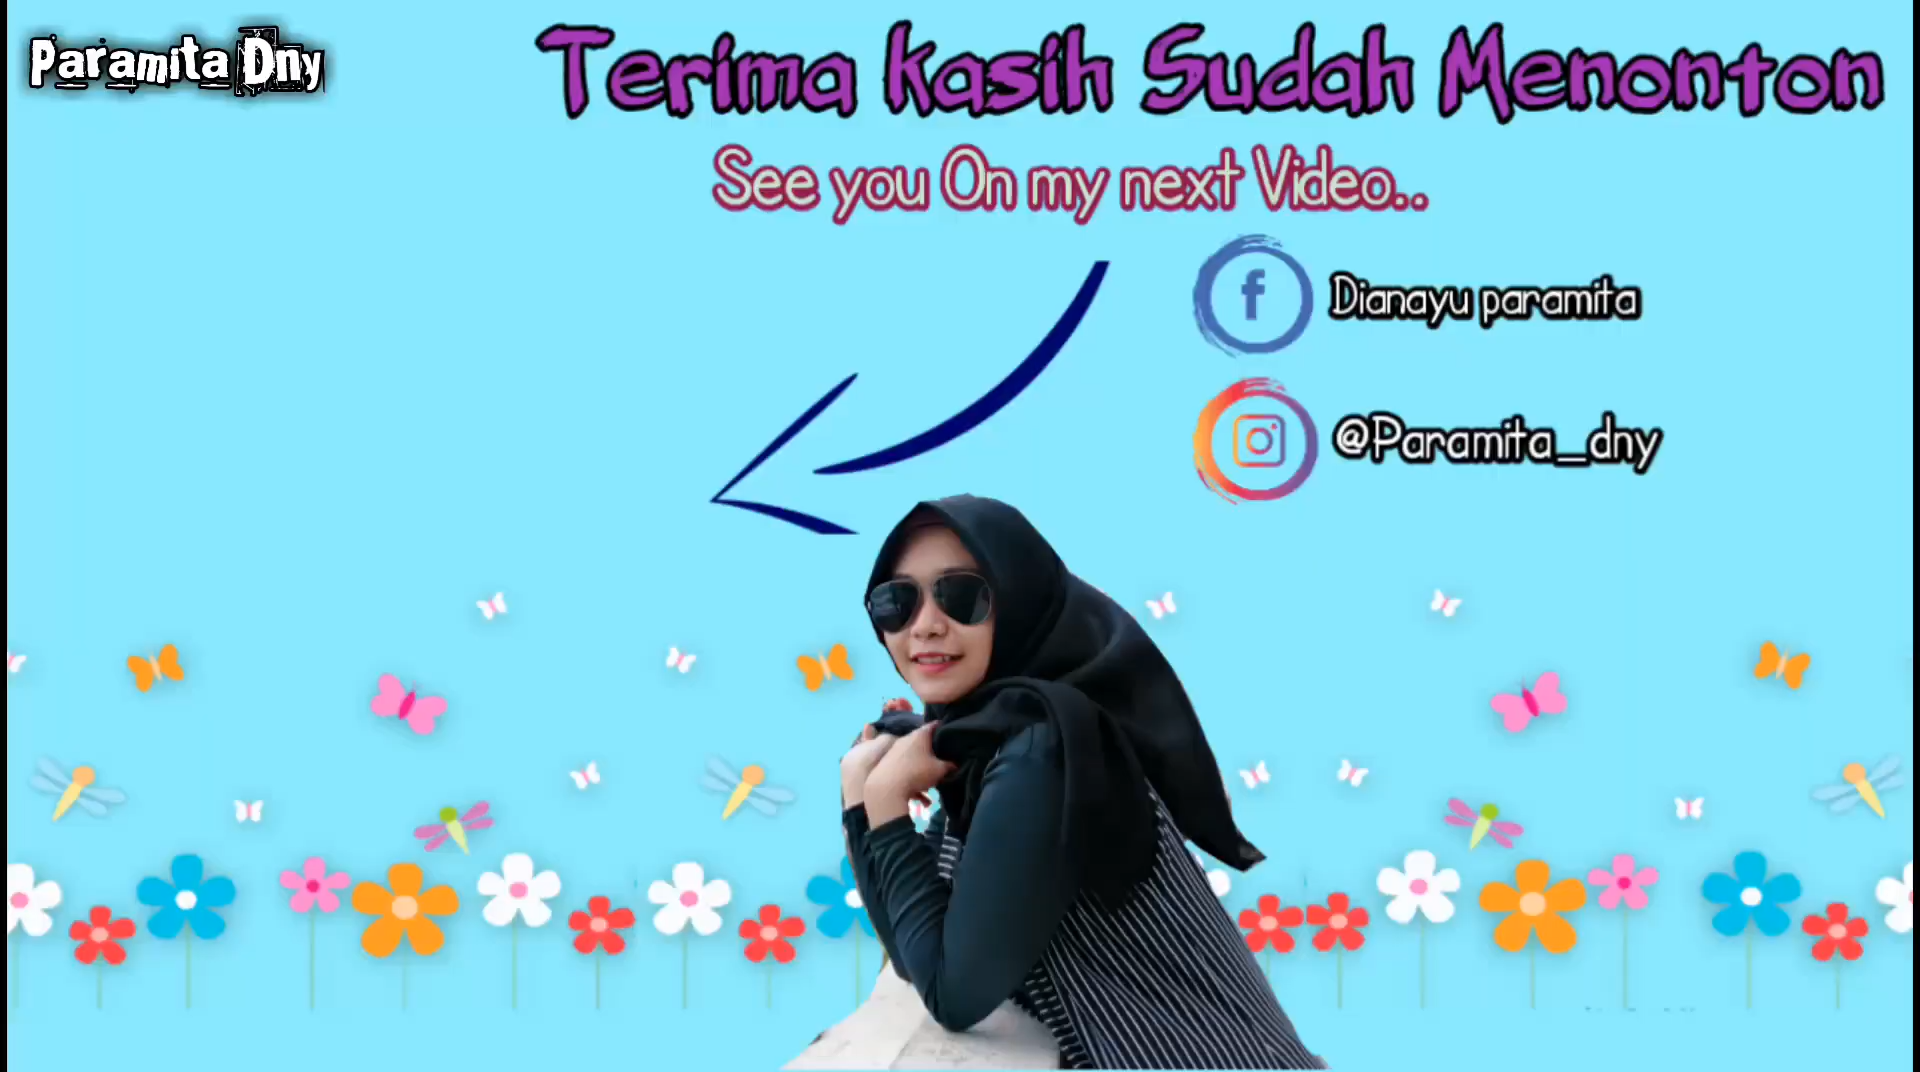 Paramita Dny
Terima Kasih Sudah Menonton
See you On my next Video..
Dianayu paramita
@Paramita_dny